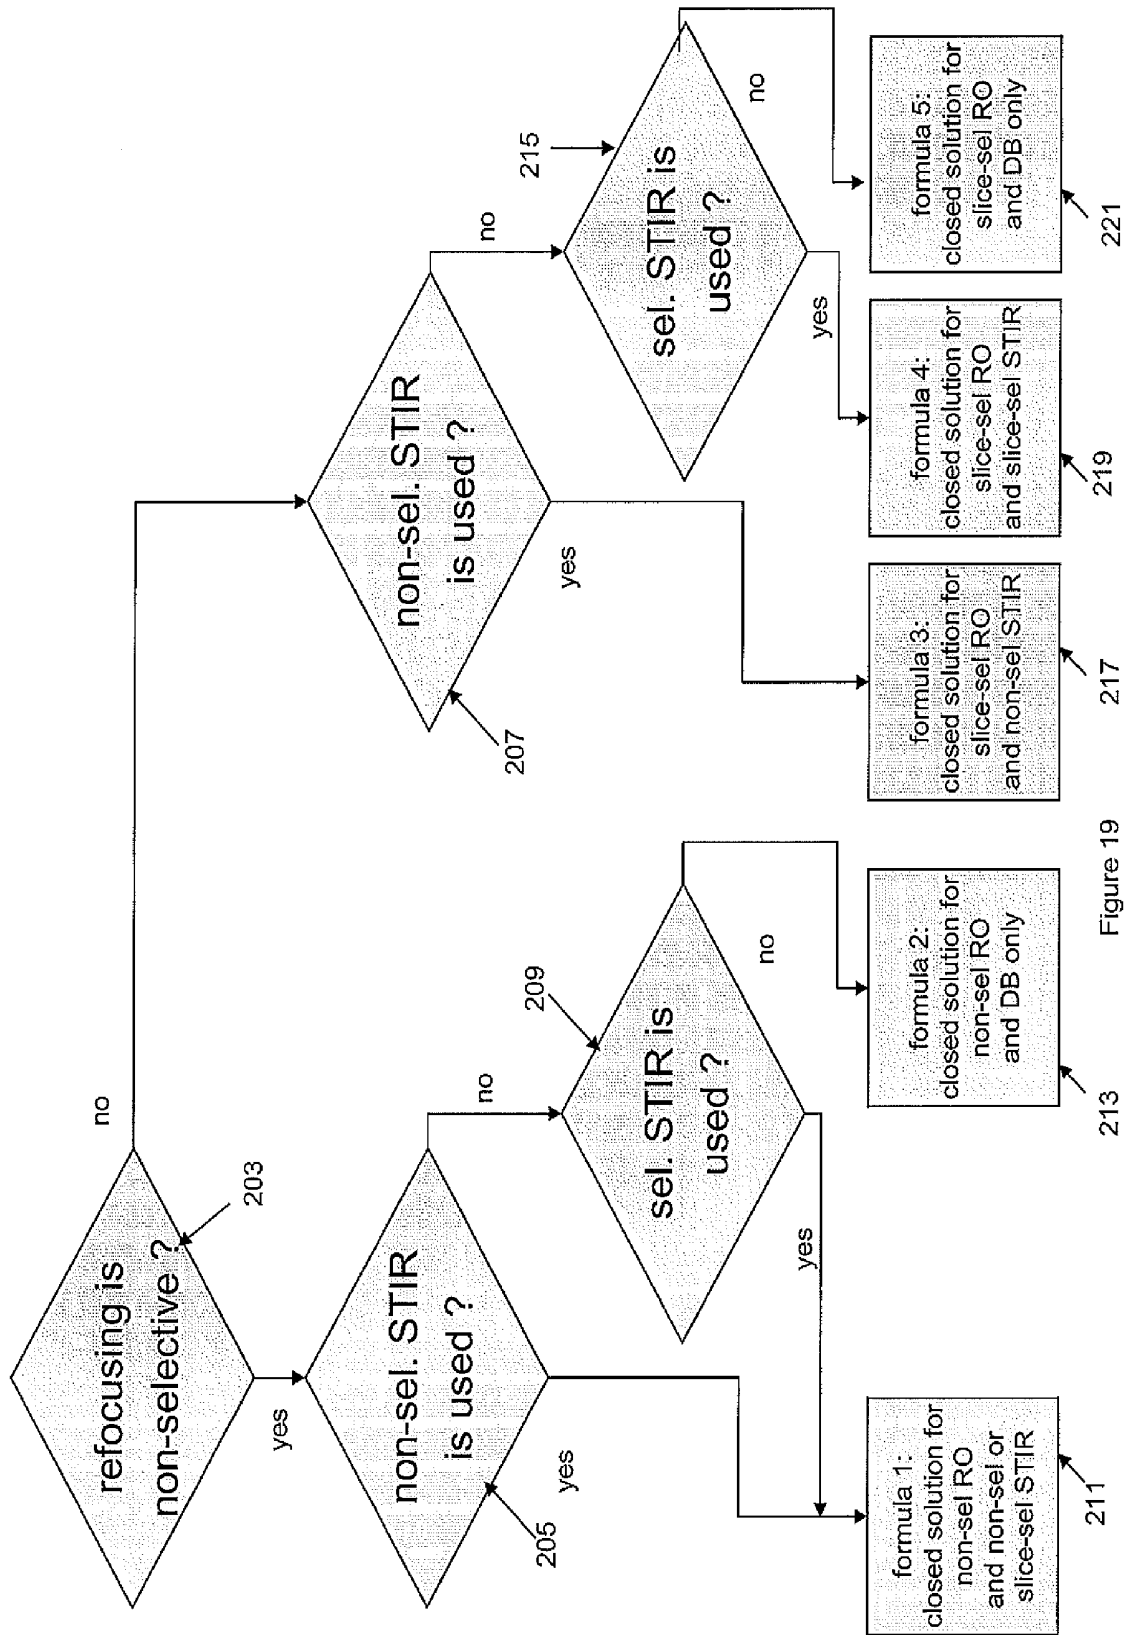 refocusing is
non-selective ?
203
no
yes
non-sel. STIR
is used ?
205
no
yes
non-sel. STIR
is used ?
207
no
yes
sel. STIR is
used ?
209
no
yes
sel. STIR is
used ?
215
no
yes
formula 1:
closed solution for
non-sel RO
and non-sel or
slice-sel STIR
211
formula 2:
closed solution for
non-sel RO
and DB only
213
formula 3:
closed solution for
slice-sel RO
and non-sel STIR
217
formula 4:
closed solution for
slice-sel RO
and slice-sel STIR
219
formula 5:
closed solution for
slice-sel RO
and DB only
221
Figure 19